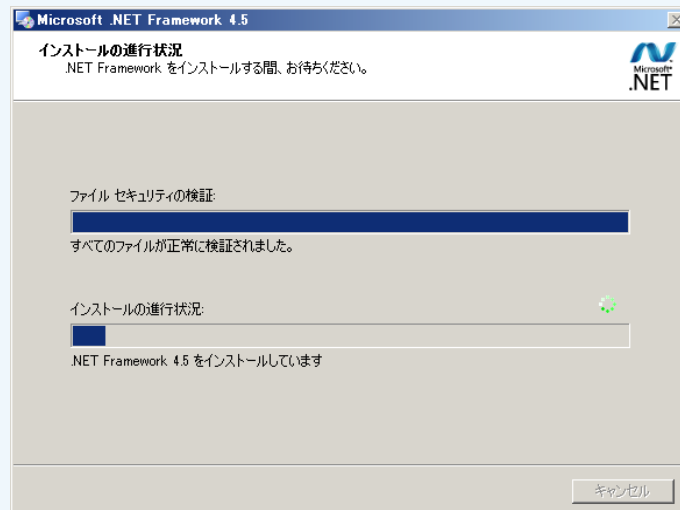 Microsoft .NET Framework 4.5
インストールの進行状況
.NET Framework をインストールする間、お待ちください。
Microsoft
.NET
ファイル セキュリティの検証:
すべてのファイルが正常に検証されました。
インストールの進行状況:
.NET Framework 4.5 をインストールしています
キャンセル